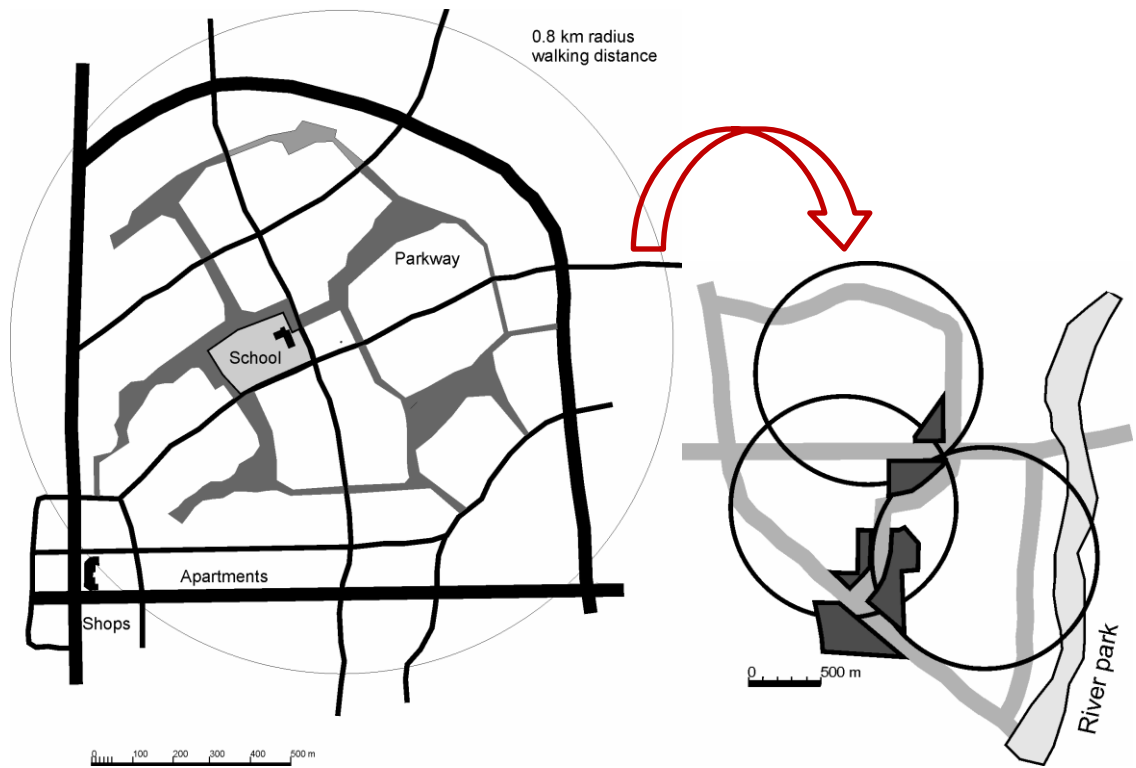 0.8 km radius
walking distance
Parkway
School
Apartments
Shops
0 100 200 300 400 500 m
0 500 m
River park